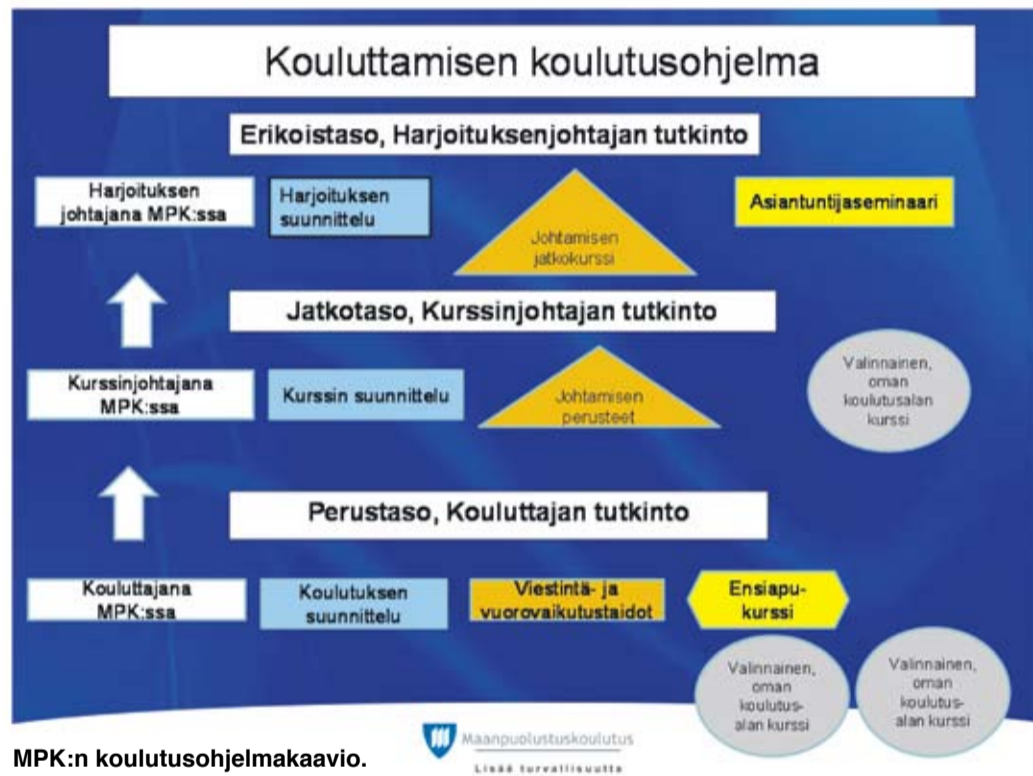 Kouluttamisen koulutusohjelma
Erikoistaso, Harjoituksenjohtajan tutkinto
Harjoituksen
johtajana MPK:ssa
Harjoituksen
suunnittelu
Johtamisen
jatkokurssi
Asiantuntijaseminaari
Jatkotaso, Kurssinjohtajan tutkinto
Kurssinjohtajana
MPK:ssa
Kurssin suunnittelu
Johtamisen
perusteet
Valinnainen,
oman
koulutusalan
kurssi
Perustaso, Kouluttajan tutkinto
Kouluttajana
MPK:ssa
Koulutuksen
suunnittelu
Viestintä- ja
vuorovaikutustaidot
Ensiapu-
kurssi
Valinnainen,
oman
koulutus-
alan kurssi
Valinnainen,
oman
koulutus-
alan kurssi
Maanpuolustuskoulutus
Lisää turvallisuutta
MPK:n koulutusohjelmakaavio.